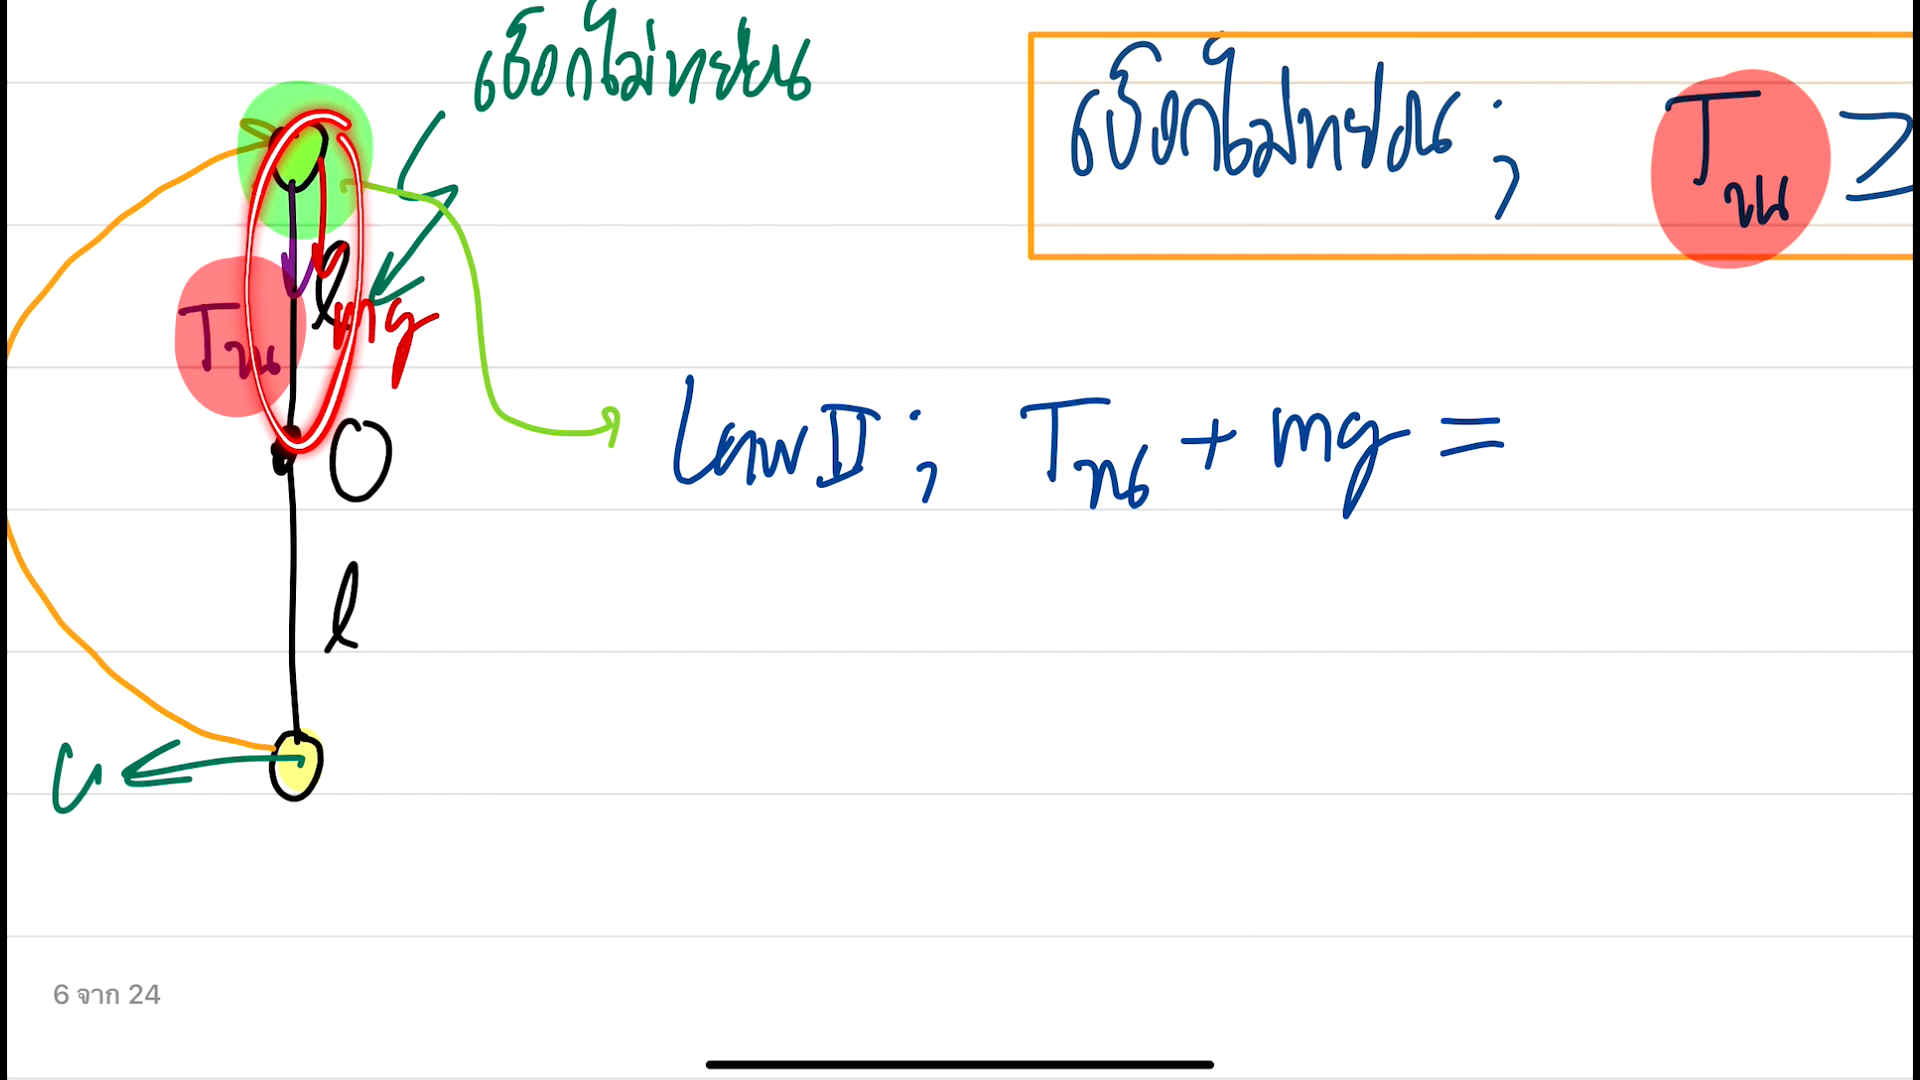 เชือกไม่หย่อน
เชือกไม่หย่อน ; Tบน ≥
l
Tบน mg
O
Law II ; Tบน + mg =
l
u
6 จาก 24